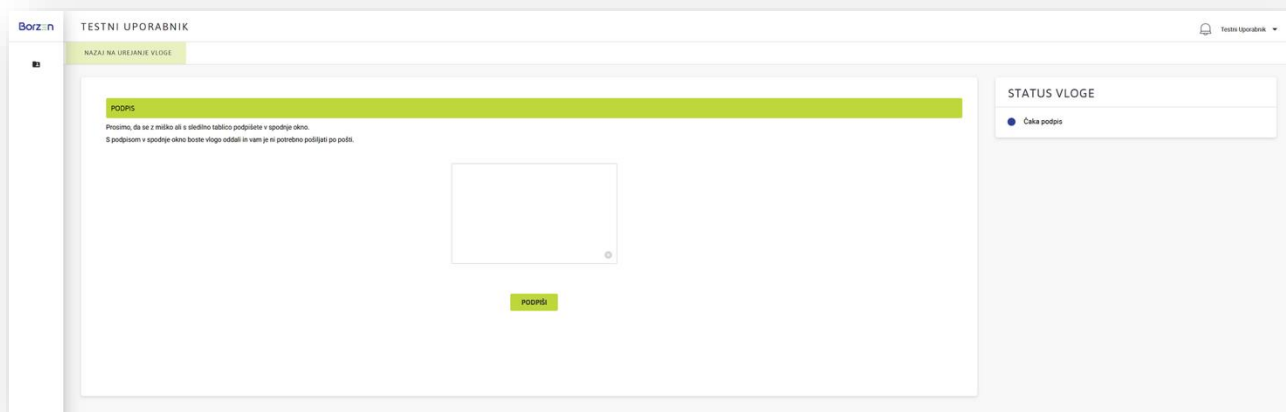 Borzen
TESTNI UPORABNIK
Testni Uporabnik
NAZAJ NA UREJANJE VLOGE
PODPIS
Prosimo, da se z miško ali s sledilno tablico podpišete v spodnje okno.
S podpisom v spodnje okno boste vlogo oddali in vam je ni potrebno pošiljati po pošti.
PODPIŠI
STATUS VLOGE
Čaka podpis